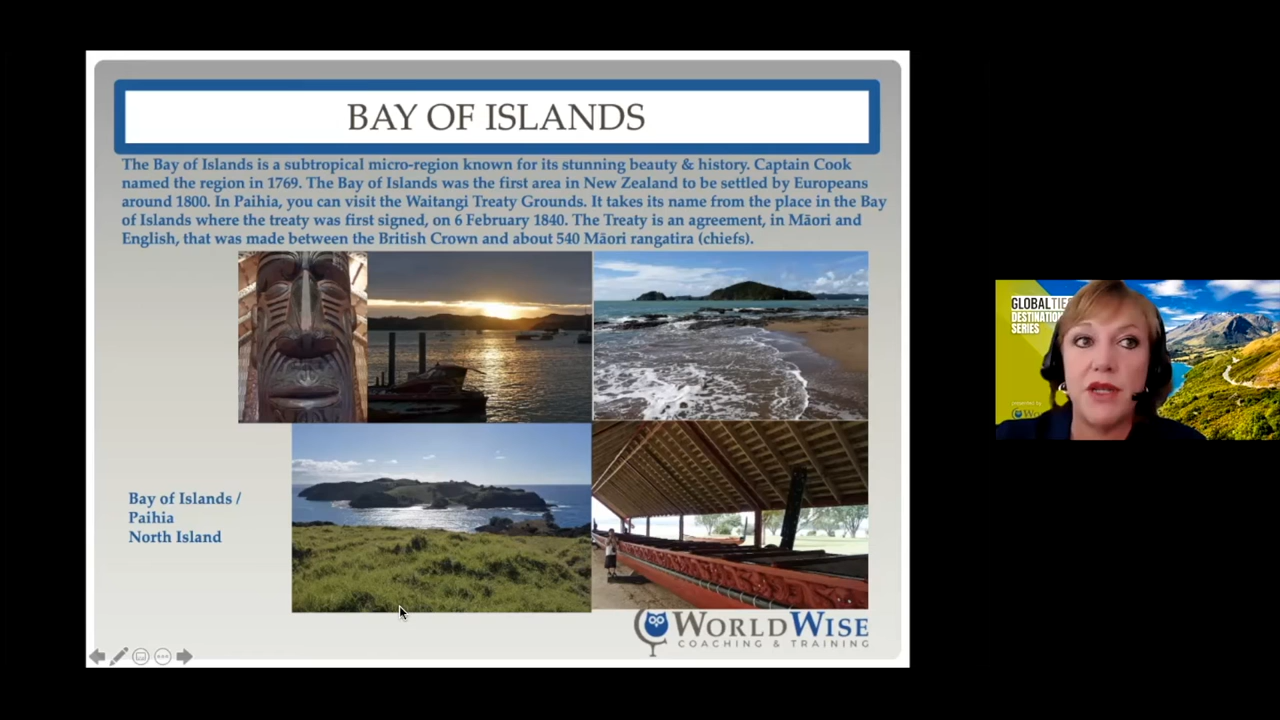 BAY OF ISLANDS
The Bay of Islands is a subtropical micro-region known for its stunning beauty & history. Captain Cook
named the region in 1769. The Bay of Islands was the first area in New Zealand to be settled by Europeans
around 1800. In Paihia, you can visit the Waitangi Treaty Grounds. It takes its name from the place in the Bay
of Islands where the treaty was first signed, on 6 February 1840. The Treaty is an agreement, in Māori and
English, that was made between the British Crown and about 540 Māori rangatira (chiefs).
Bay of Islands /
Paihia
North Island
WORLDWISE
COACHING & TRAINING
GLOBAL
DESTINATION
SERIES